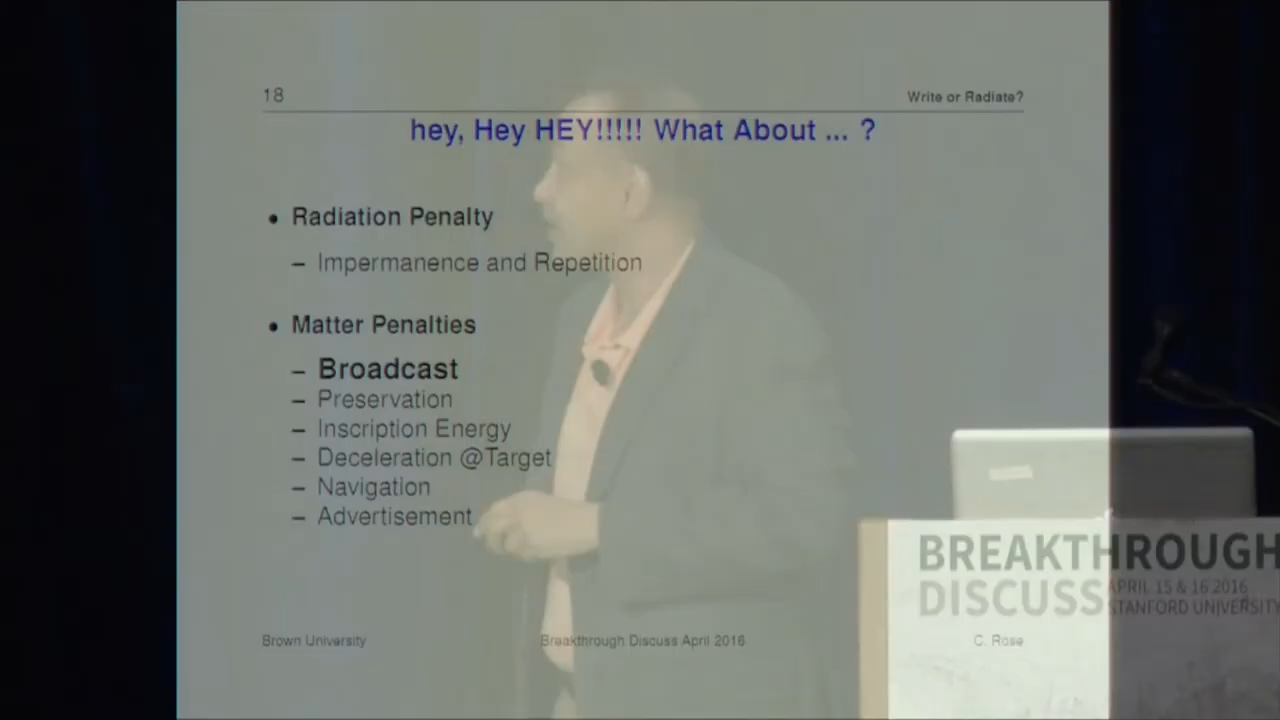 18
Write or Radiate?
hey, Hey HEY!!!!! What About ... ?
• Radiation Penalty
– Impermanence and Repetition
• Matter Penalties
– Broadcast
– Preservation
– Inscription Energy
– Deceleration @Target
– Navigation
– Advertisement
BREAKTHROUGH
DISCUSS APRIL 15 & 16 2016
STANFORD UNIVERSITY
Brown University
Breakthrough Discuss April 2016
C. Rose